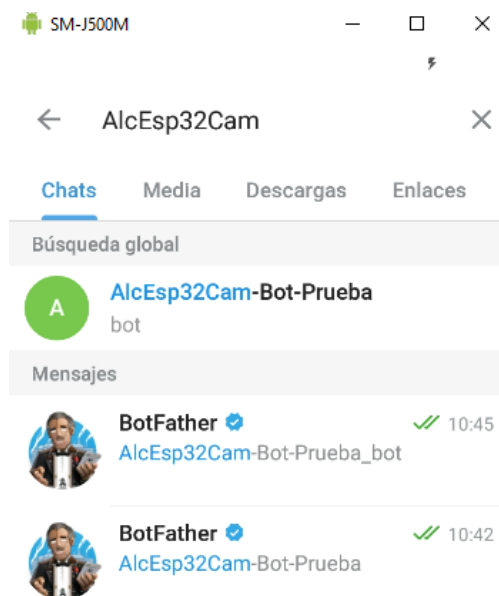 SM-J500M
AlcEsp32Cam
Chats Media Descargas Enlaces
Búsqueda global
A
AlcEsp32Cam-Bot-Prueba
bot
Mensajes
BotFather 10:45
AlcEsp32Cam-Bot-Prueba_bot
BotFather 10:42
AlcEsp32Cam-Bot-Prueba